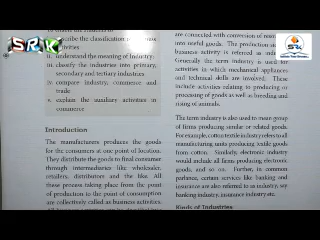 SRK
describe the classification of
activities
ii. understand the meaning of Industry
iii. classify the industries into primary,
secondary and tertiary industries
iv. compare industry, commerce and
trade
v. explain the auxiliary activities in
commerce
Introduction
The manufacturers produces the goods
for the consumers at one point of location.
They distribute the goods to final consumer
through intermediaries like wholesaler,
retailers, distributors and the like. All
these process taking place from the point
of production to the point of consumption
are collectively called as business activities.
are connected with conversion of
into useful goods. The production
business activity is referred as
Generally the term industry is used
activities in which mechanical appliances
and technical skills are involved. These
include activities relating to producing or
processing of goods as well as breeding and
rising of animals.
The term industry is also used to mean group
of firms producing similar or related goods.
For example, cotton textile industry refers to all
manufacturing units producing textile goods
from cotton. Similarly, electronic industry
would include all firms producing electronic
goods, and so on. Further, in common
parlance, certain services like banking and
insurance are also referred to as industry, say
banking industry, insurance industry etc.
Kinds of Industries